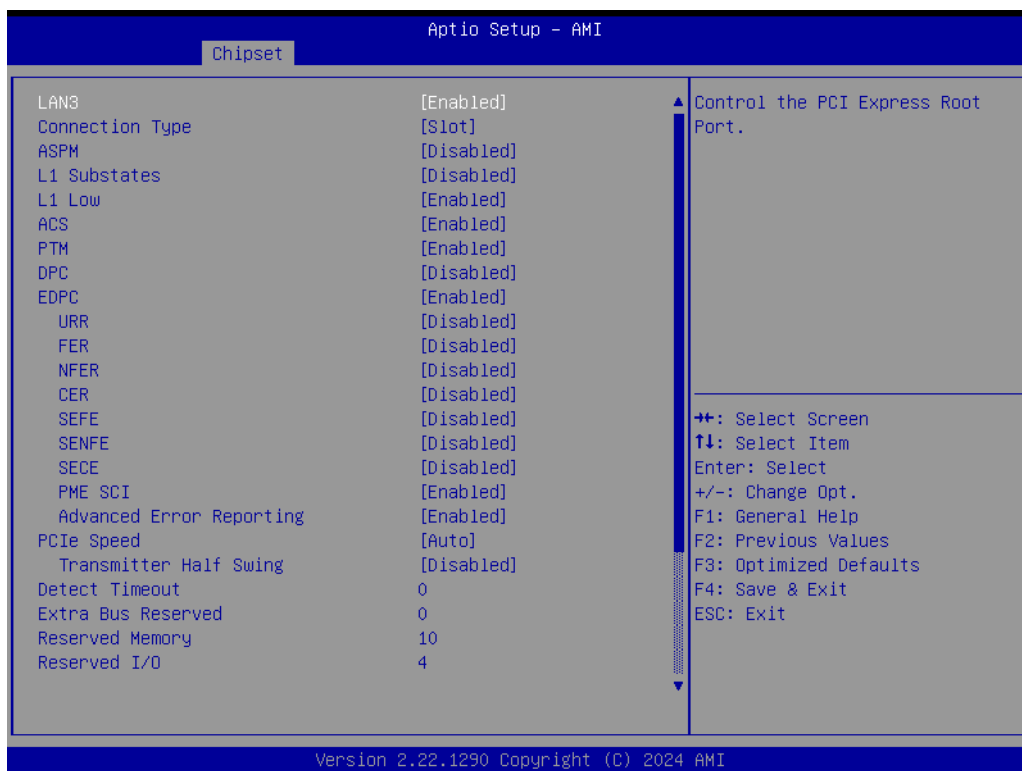 Aptio Setup – AMI
Chipset
LAN3 [Enabled]
Connection Type [Slot]
ASPM [Disabled]
L1 Substates [Disabled]
L1 Low [Enabled]
ACS [Enabled]
PTM [Enabled]
DPC [Disabled]
EDPC [Enabled]
URR [Disabled]
FER [Disabled]
NFER [Disabled]
CER [Disabled]
SEFE [Disabled]
SENFE [Disabled]
SECE [Disabled]
PME SCI [Enabled]
Advanced Error Reporting [Enabled]
PCIe Speed [Auto]
Transmitter Half Swing [Disabled]
Detect Timeout 0
Extra Bus Reserved 0
Reserved Memory 10
Reserved I/O 4
Control the PCI Express Root
Port.
→←: Select Screen
↑↓: Select Item
Enter: Select
+/-: Change Opt.
F1: General Help
F2: Previous Values
F3: Optimized Defaults
F4: Save & Exit
ESC: Exit
Version 2.22.1290 Copyright (C) 2024 AMI